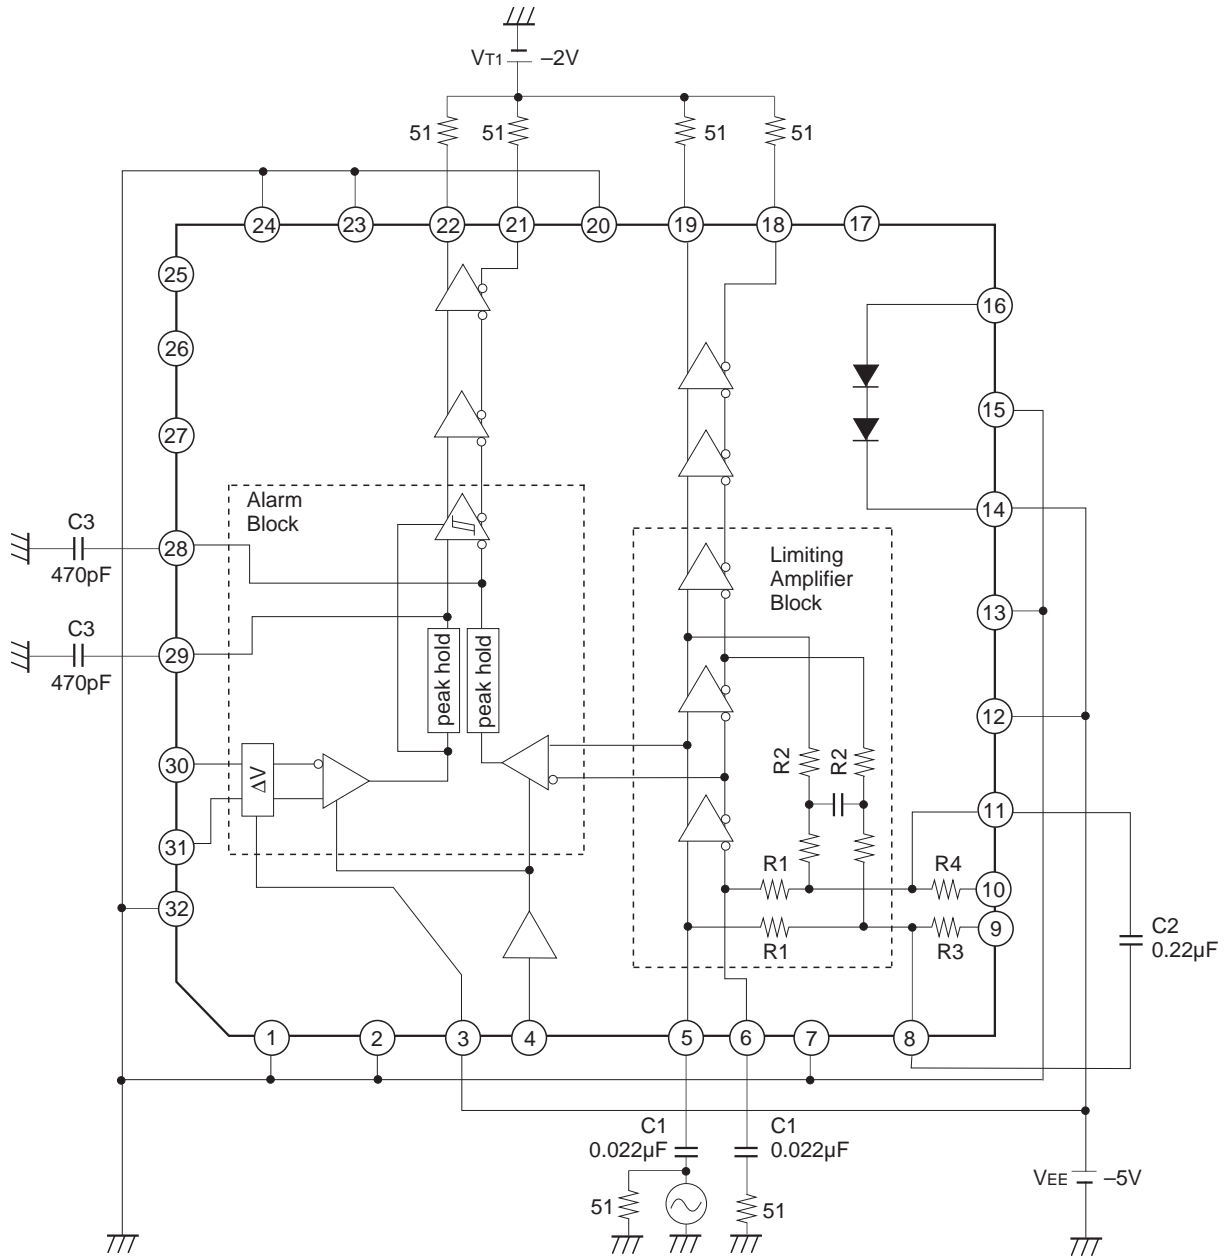 VT1 –2V
51 51 51 51
24 23 22 21 20 19 18 17
25
16
26
15
27
Alarm
Block
14
C3
28
470pF
Limiting
Amplifier
Block
13
C3
29
470pF
peak hold
peak hold
12
30
ΔV
R2
R2
11
31
R1
R4
10
32
9
R1
R3
C2
0.22µF
1 2 3 4 5 6 7 8
C1
0.022µF
C1
0.022µF
VEE –5V
51
51